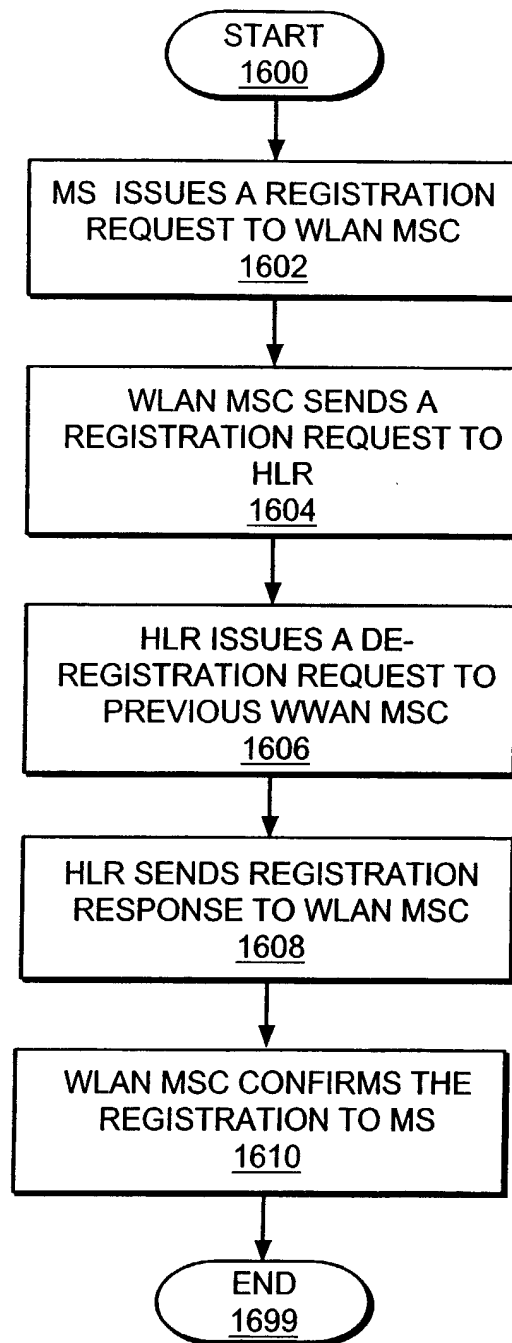 START
1600
MS ISSUES A REGISTRATION
REQUEST TO WLAN MSC
1602
WLAN MSC SENDS A
REGISTRATION REQUEST TO
HLR
1604
HLR ISSUES A DE-
REGISTRATION REQUEST TO
PREVIOUS WWAN MSC
1606
HLR SENDS REGISTRATION
RESPONSE TO WLAN MSC
1608
WLAN MSC CONFIRMS THE
REGISTRATION TO MS
1610
END
1699